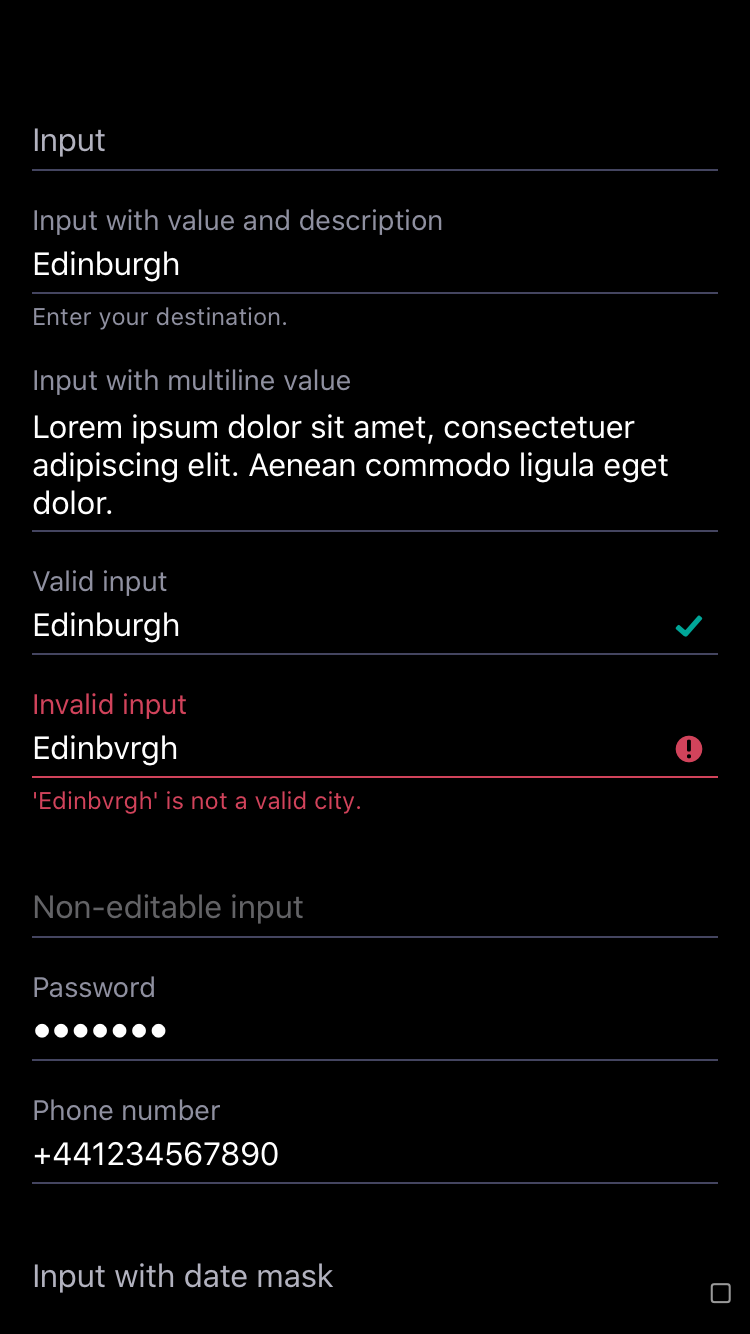 Input
Input with value and description
Edinburgh
Enter your destination.
Input with multiline value
Lorem ipsum dolor sit amet, consectetuer
adipiscing elit. Aenean commodo ligula eget
dolor.
Valid input
Edinburgh
Invalid input
Edinbvrgh
'Edinbvrgh' is not a valid city.
Non-editable input
Password
•••••••
Phone number
+441234567890
Input with date mask